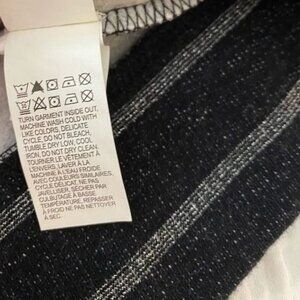 TURN GARMENT INSIDE OUT.
MACHINE WASH COLD WITH
LIKE COLORS, DELICATE
CYCLE, DO NOT BLEACH,
TUMBLE DRY LOW, COOL
IRON, DO NOT DRY CLEAN.
TOURNER LE VÊTEMENT À
L'ENVERS, LAVER À LA
MACHINE À L'EAU FROIDE
AVEC COULEURS SIMILAIRES,
CYCLE DÉLICAT, NE PAS
JAVELLISER, SÉCHER PAR
CULBUTAGE À BASSE
TEMPÉRATURE, REPASSER
À FROID NE PAS NETTOYER
À SEC.